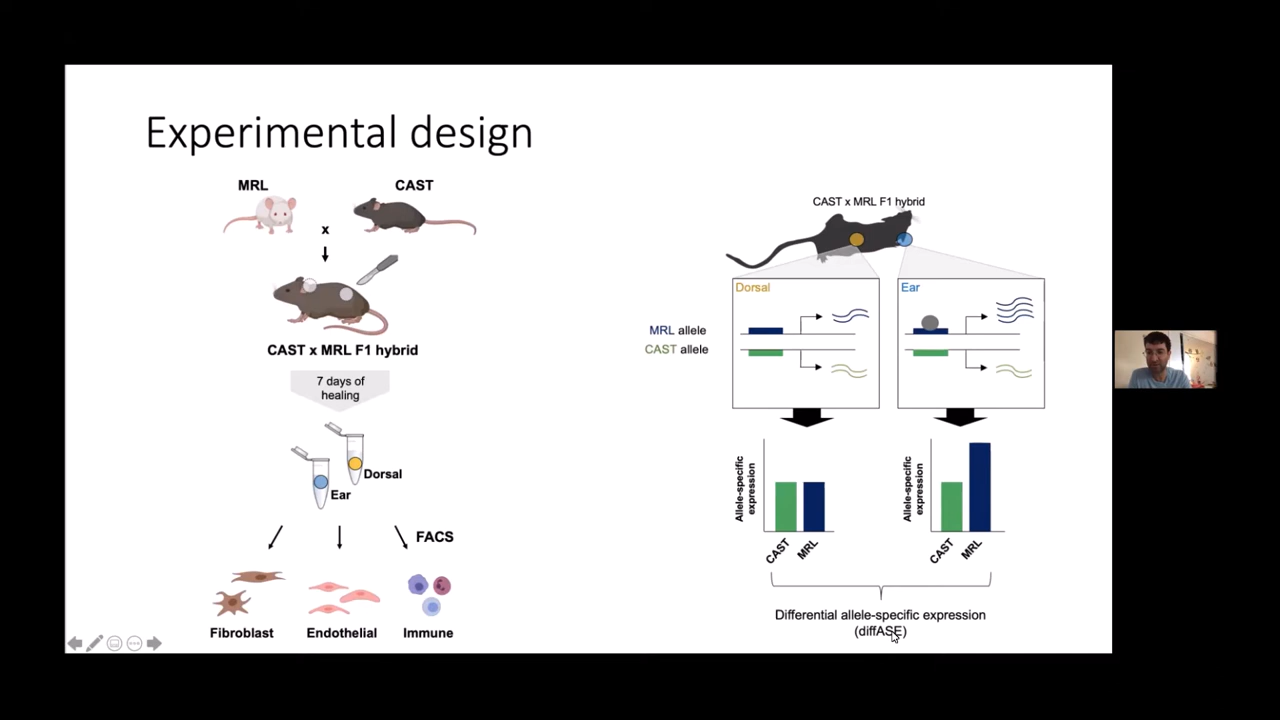 Experimental design
MRL
CAST
x
CAST x MRL F1 hybrid
7 days of
healing
Dorsal
Ear
FACS
Fibroblast
Endothelial
Immune
CAST x MRL F1 hybrid
Dorsal
Ear
MRL allele
CAST allele
Allele-specific
expression
CAST
MRL
Allele-specific
expression
CAST
MRL
Differential allele-specific expression
(diffASE)